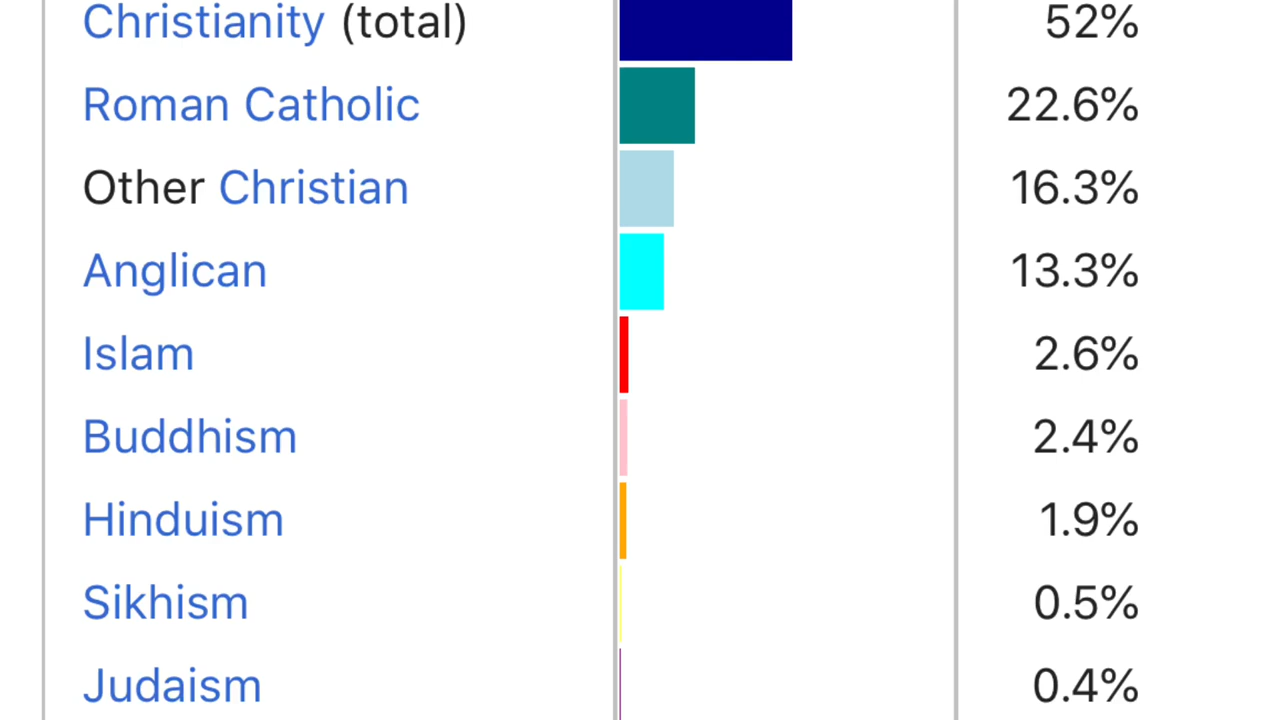 Christianity (total) 52%
Roman Catholic 22.6%
Other Christian 16.3%
Anglican 13.3%
Islam 2.6%
Buddhism 2.4%
Hinduism 1.9%
Sikhism 0.5%
Judaism 0.4%